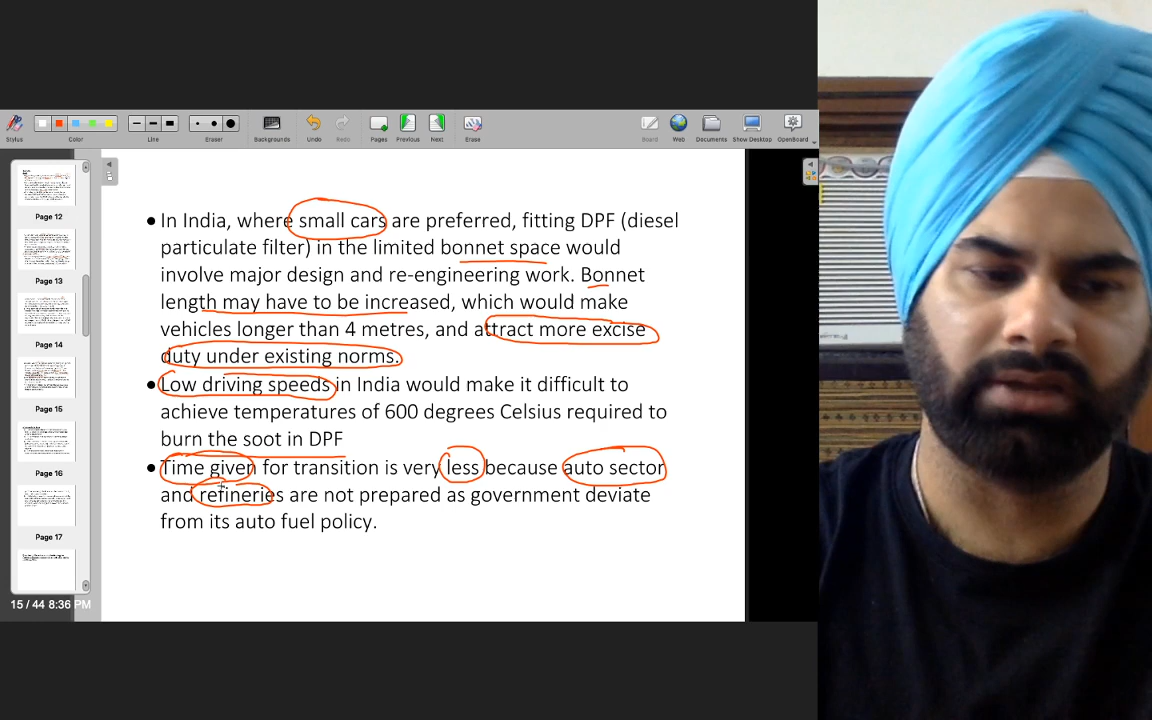 Stylus
Color
Line
Eraser
Backgrounds
Undo
Redo
Pages
Previous
Next
Erase
Board
Web
Documents
Show Desktop
OpenBoard
Page 12
Page 13
Page 14
Page 15
Page 16
Page 17
15 / 44 8:36 PM
• In India, where small cars are preferred, fitting DPF (diesel
particulate filter) in the limited bonnet space would
involve major design and re-engineering work. Bonnet
length may have to be increased, which would make
vehicles longer than 4 metres, and attract more excise
duty under existing norms.
• Low driving speeds in India would make it difficult to
achieve temperatures of 600 degrees Celsius required to
burn the soot in DPF
• Time given for transition is very less because auto sector
and refineries are not prepared as government deviate
from its auto fuel policy.